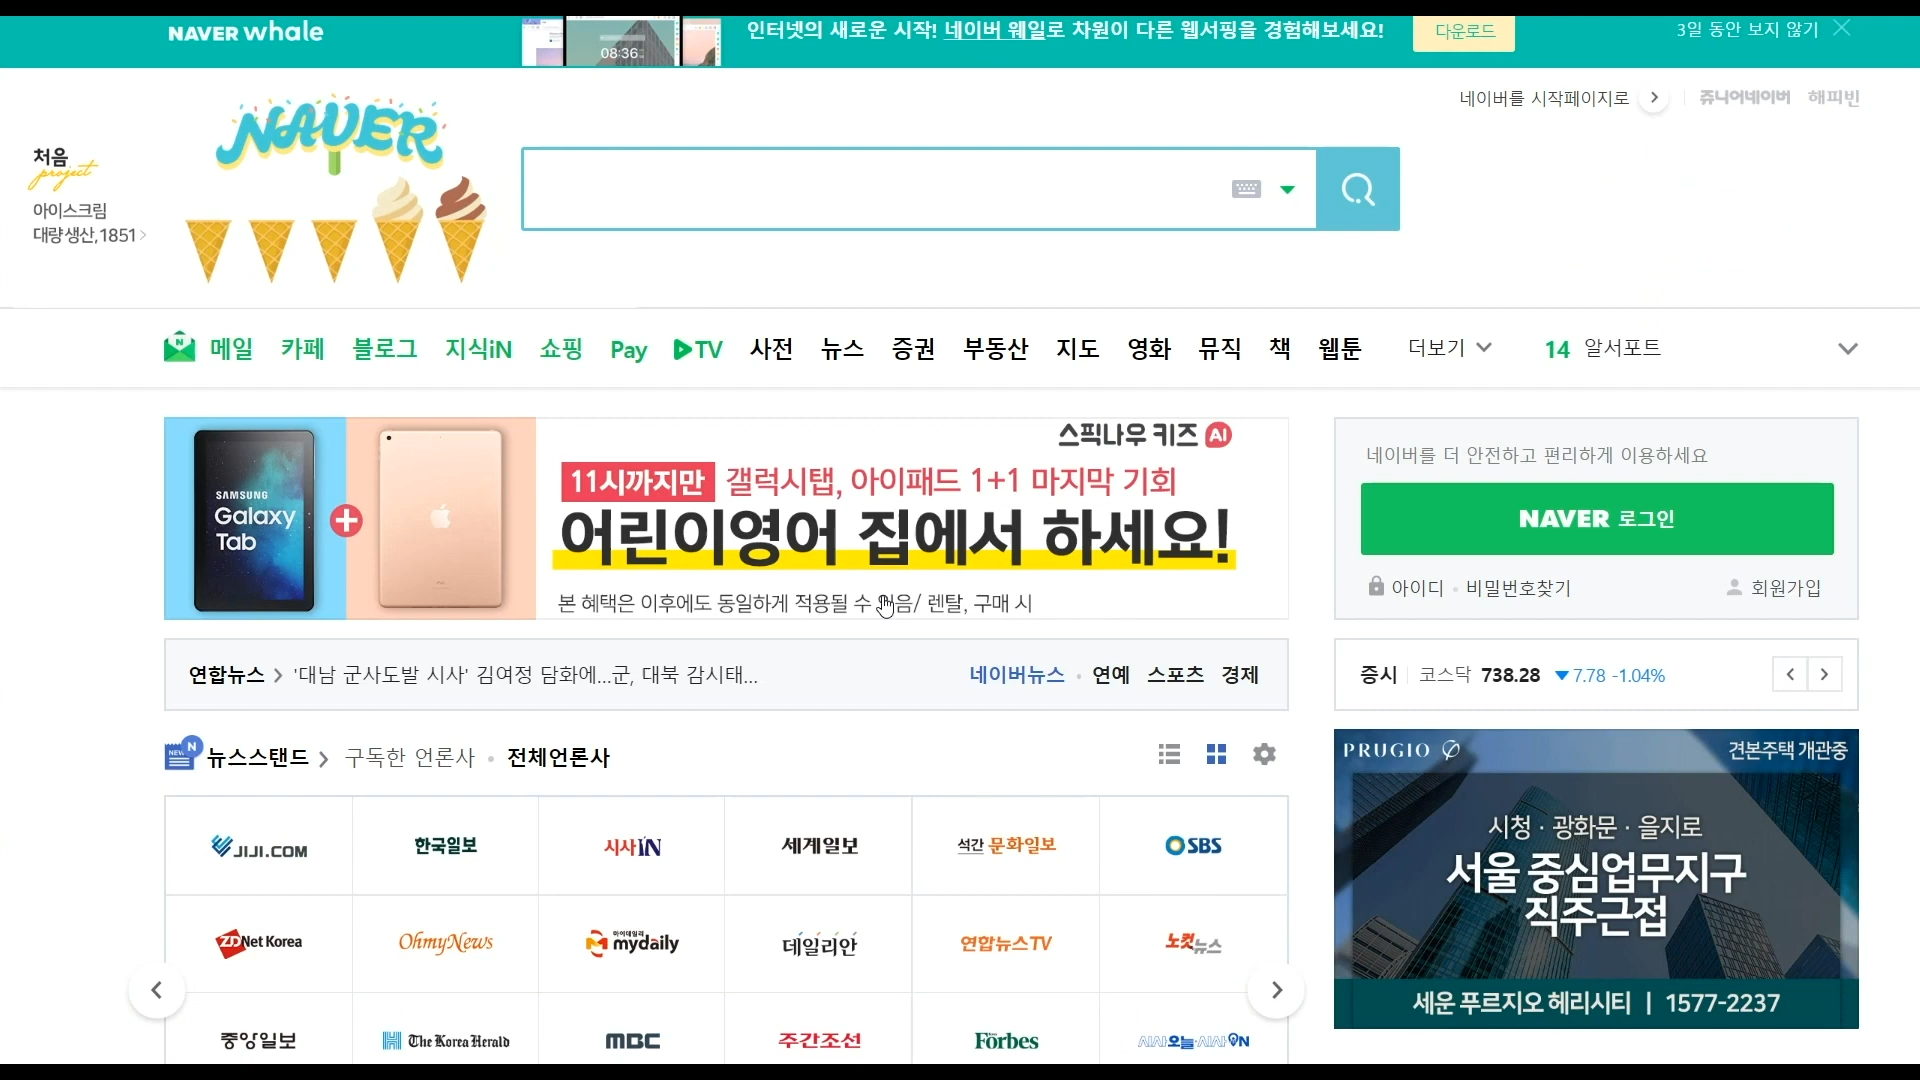 NAVER whale
08:36
인터넷의 새로운 시작! 네이버 웨일로 차원이 다른 웹서핑을 경험해보세요!
다운로드
3일 동안 보지 않기
네이버를 시작페이지로
쥬니어네이버 해피빈
NAVER
처음
project
아이스크림
대량생산,1851
메일 카페 블로그 지식iN 쇼핑 Pay TV 사전 뉴스 증권 부동산 지도 영화 뮤직 책 웹툰 더보기
14 알서포트
스픽나우 키즈 AI
11시까지만 갤럭시탭, 아이패드 1+1 마지막 기회
어린이영어 집에서 하세요!
본 혜택은 이후에도 동일하게 적용될 수 있음/ 렌탈, 구매 시
SAMSUNG
Galaxy
Tab
네이버를 더 안전하고 편리하게 이용하세요
NAVER 로그인
아이디 · 비밀번호찾기
회원가입
연합뉴스 > '대남 군사도발 시사' 김여정 담화에...군, 대북 감시태...
네이버뉴스 · 연예 스포츠 경제
증시 코스닥 738.28 ▼7.78 -1.04%
NEWS N 뉴스스탠드 > 구독한 언론사 · 전체언론사
JIJI.COM 한국일보 시사IN 세계일보 석간 문화일보 SBS
ZDNet Korea OhmyNews 마이데일리 mydaily 데일리안 연합뉴스TV 노컷뉴스
중앙일보 The Korea Herald MBC 주간조선 Forbes 시사오늘·시사ON
PRUGIO
견본주택 개관중
시청 · 광화문 · 을지로
서울 중심업무지구
직주근접
세운 푸르지오 헤리시티 | 1577-2237